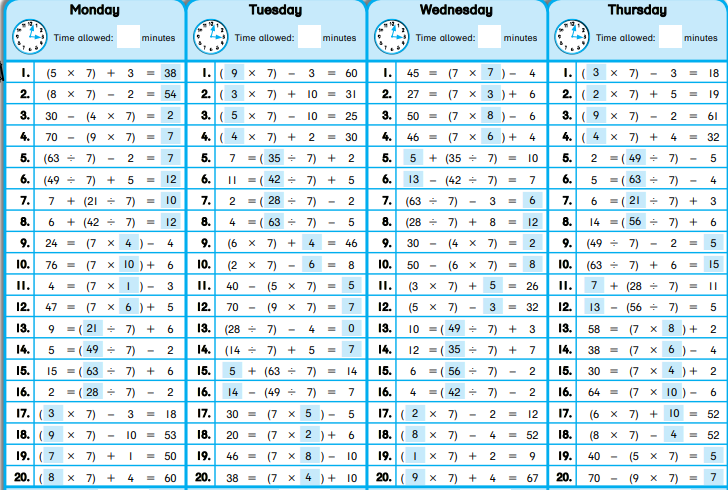 Monday
Time allowed: minutes
1. (5 × 7) + 3 = 38
2. (8 × 7) − 2 = 54
3. 30 − (4 × 7) = 2
4. 70 − (9 × 7) = 7
5. (63 ÷ 7) − 2 = 7
6. (49 ÷ 7) + 5 = 12
7. 7 + (21 ÷ 7) = 10
8. 6 + (42 ÷ 7) = 12
9. 24 = (7 × 4) − 4
10. 76 = (7 × 10) + 6
11. 4 = (7 × 1) − 3
12. 47 = (7 × 6) + 5
13. 9 = (21 ÷ 7) + 6
14. 5 = (49 ÷ 7) − 2
15. 15 = (63 ÷ 7) + 6
16. 2 = (28 ÷ 7) − 2
17. (3 × 7) − 3 = 18
18. (9 × 7) − 10 = 53
19. (7 × 7) + 1 = 50
20. (8 × 7) + 4 = 60
Tuesday
Time allowed: minutes
1. (9 × 7) − 3 = 60
2. (3 × 7) + 10 = 31
3. (5 × 7) − 10 = 25
4. (4 × 7) + 2 = 30
5. 7 = (35 ÷ 7) + 2
6. 11 = (42 ÷ 7) + 5
7. 2 = (28 ÷ 7) − 2
8. 4 = (63 ÷ 7) − 5
9. (6 × 7) + 4 = 46
10. (2 × 7) − 6 = 8
11. 40 − (5 × 7) = 5
12. 70 − (9 × 7) = 7
13. (28 ÷ 7) − 4 = 0
14. (14 ÷ 7) + 5 = 7
15. 5 + (63 ÷ 7) = 14
16. 14 − (49 ÷ 7) = 7
17. 30 = (7 × 5) − 5
18. 20 = (7 × 2) + 6
19. 46 = (7 × 8) − 10
20. 38 = (7 × 4) + 10
Wednesday
Time allowed: minutes
1. 45 = (7 × 7) − 4
2. 27 = (7 × 3) + 6
3. 50 = (7 × 8) − 6
4. 46 = (7 × 6) + 4
5. 5 + (35 ÷ 7) = 10
6. 13 − (42 ÷ 7) = 7
7. (63 ÷ 7) − 3 = 6
8. (28 ÷ 7) + 8 = 12
9. 30 − (4 × 7) = 2
10. 50 − (6 × 7) = 8
11. (3 × 7) + 5 = 26
12. (5 × 7) − 3 = 32
13. 10 = (49 ÷ 7) + 3
14. 12 = (35 ÷ 7) + 7
15. 6 = (56 ÷ 7) − 2
16. 4 = (42 ÷ 7) − 2
17. (2 × 7) − 2 = 12
18. (8 × 7) − 4 = 52
19. (1 × 7) + 2 = 9
20. (9 × 7) + 4 = 67
Thursday
Time allowed: minutes
1. (3 × 7) − 3 = 18
2. (2 × 7) + 5 = 19
3. (9 × 7) − 2 = 61
4. (4 × 7) + 4 = 32
5. 2 = (49 ÷ 7) − 5
6. 5 = (63 ÷ 7) − 4
7. 6 = (21 ÷ 7) + 3
8. 14 = (56 ÷ 7) + 6
9. (49 ÷ 7) − 2 = 5
10. (63 ÷ 7) + 6 = 15
11. 7 + (28 ÷ 7) = 11
12. 13 − (56 ÷ 7) = 5
13. 58 = (7 × 8) + 2
14. 38 = (7 × 6) − 4
15. 30 = (7 × 4) + 2
16. 64 = (7 × 10) − 6
17. (6 × 7) + 10 = 52
18. (8 × 7) − 4 = 52
19. 40 − (5 × 7) = 5
20. 70 − (9 × 7) = 7